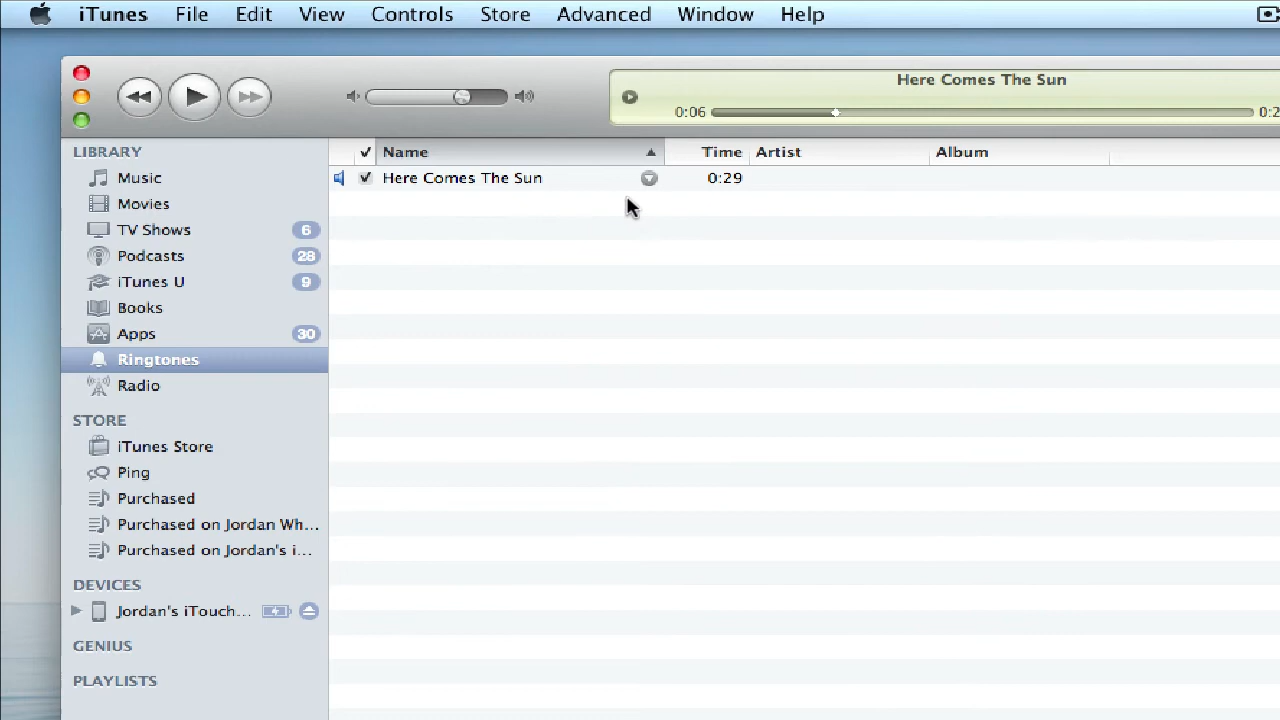 iTunes File Edit View Controls Store Advanced Window Help
Here Comes The Sun
0:06
LIBRARY
Music
Movies
TV Shows 6
Podcasts 28
iTunes U 9
Books
Apps 30
Ringtones
Radio
STORE
iTunes Store
Ping
Purchased
Purchased on Jordan Wh...
Purchased on Jordan's i...
DEVICES
Jordan's iTouch...
GENIUS
PLAYLISTS
Name Time Artist Album
Here Comes The Sun 0:29